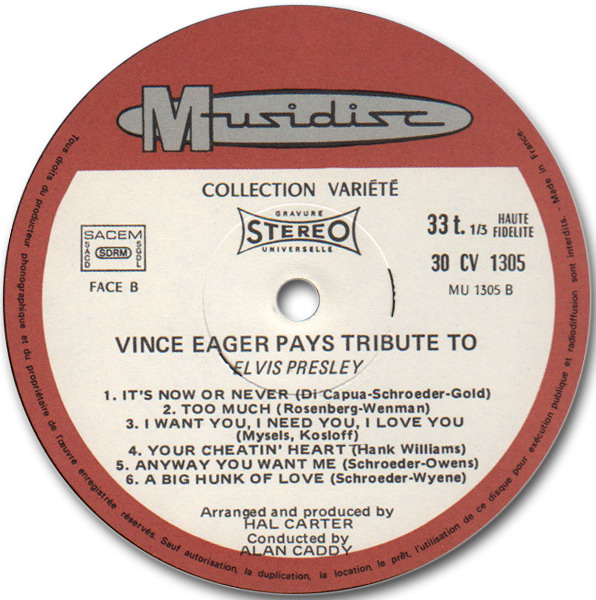 Musidisc
COLLECTION VARIÉTÉ
GRAVURE
STEREO
UNIVERSELLE
SACEM
SACD SDRM SGDL
FACE B
33 t. 1/3 HAUTE FIDELITE
30 CV 1305
MU 1305 B
VINCE EAGER PAYS TRIBUTE TO
ELVIS PRESLEY
1. IT'S NOW OR NEVER (Di Capua-Schroeder-Gold)
2. TOO MUCH (Rosenberg-Wenman)
3. I WANT YOU, I NEED YOU, I LOVE YOU
(Mysels, Kosloff)
4. YOUR CHEATIN' HEART (Hank Williams)
5. ANYWAY YOU WANT ME (Schroeder-Owens)
6. A BIG HUNK OF LOVE (Schroeder-Wyene)
Arranged and produced by
HAL CARTER
Conducted by
ALAN CADDY
Tous droits du producteur phonographique et du propriétaire de l'œuvre enregistrée réservés. Sauf autorisation, la duplication, la location, le prêt, l'utilisation de ce disque pour exécution publique et radiodiffusion sont interdits. - Made in France.